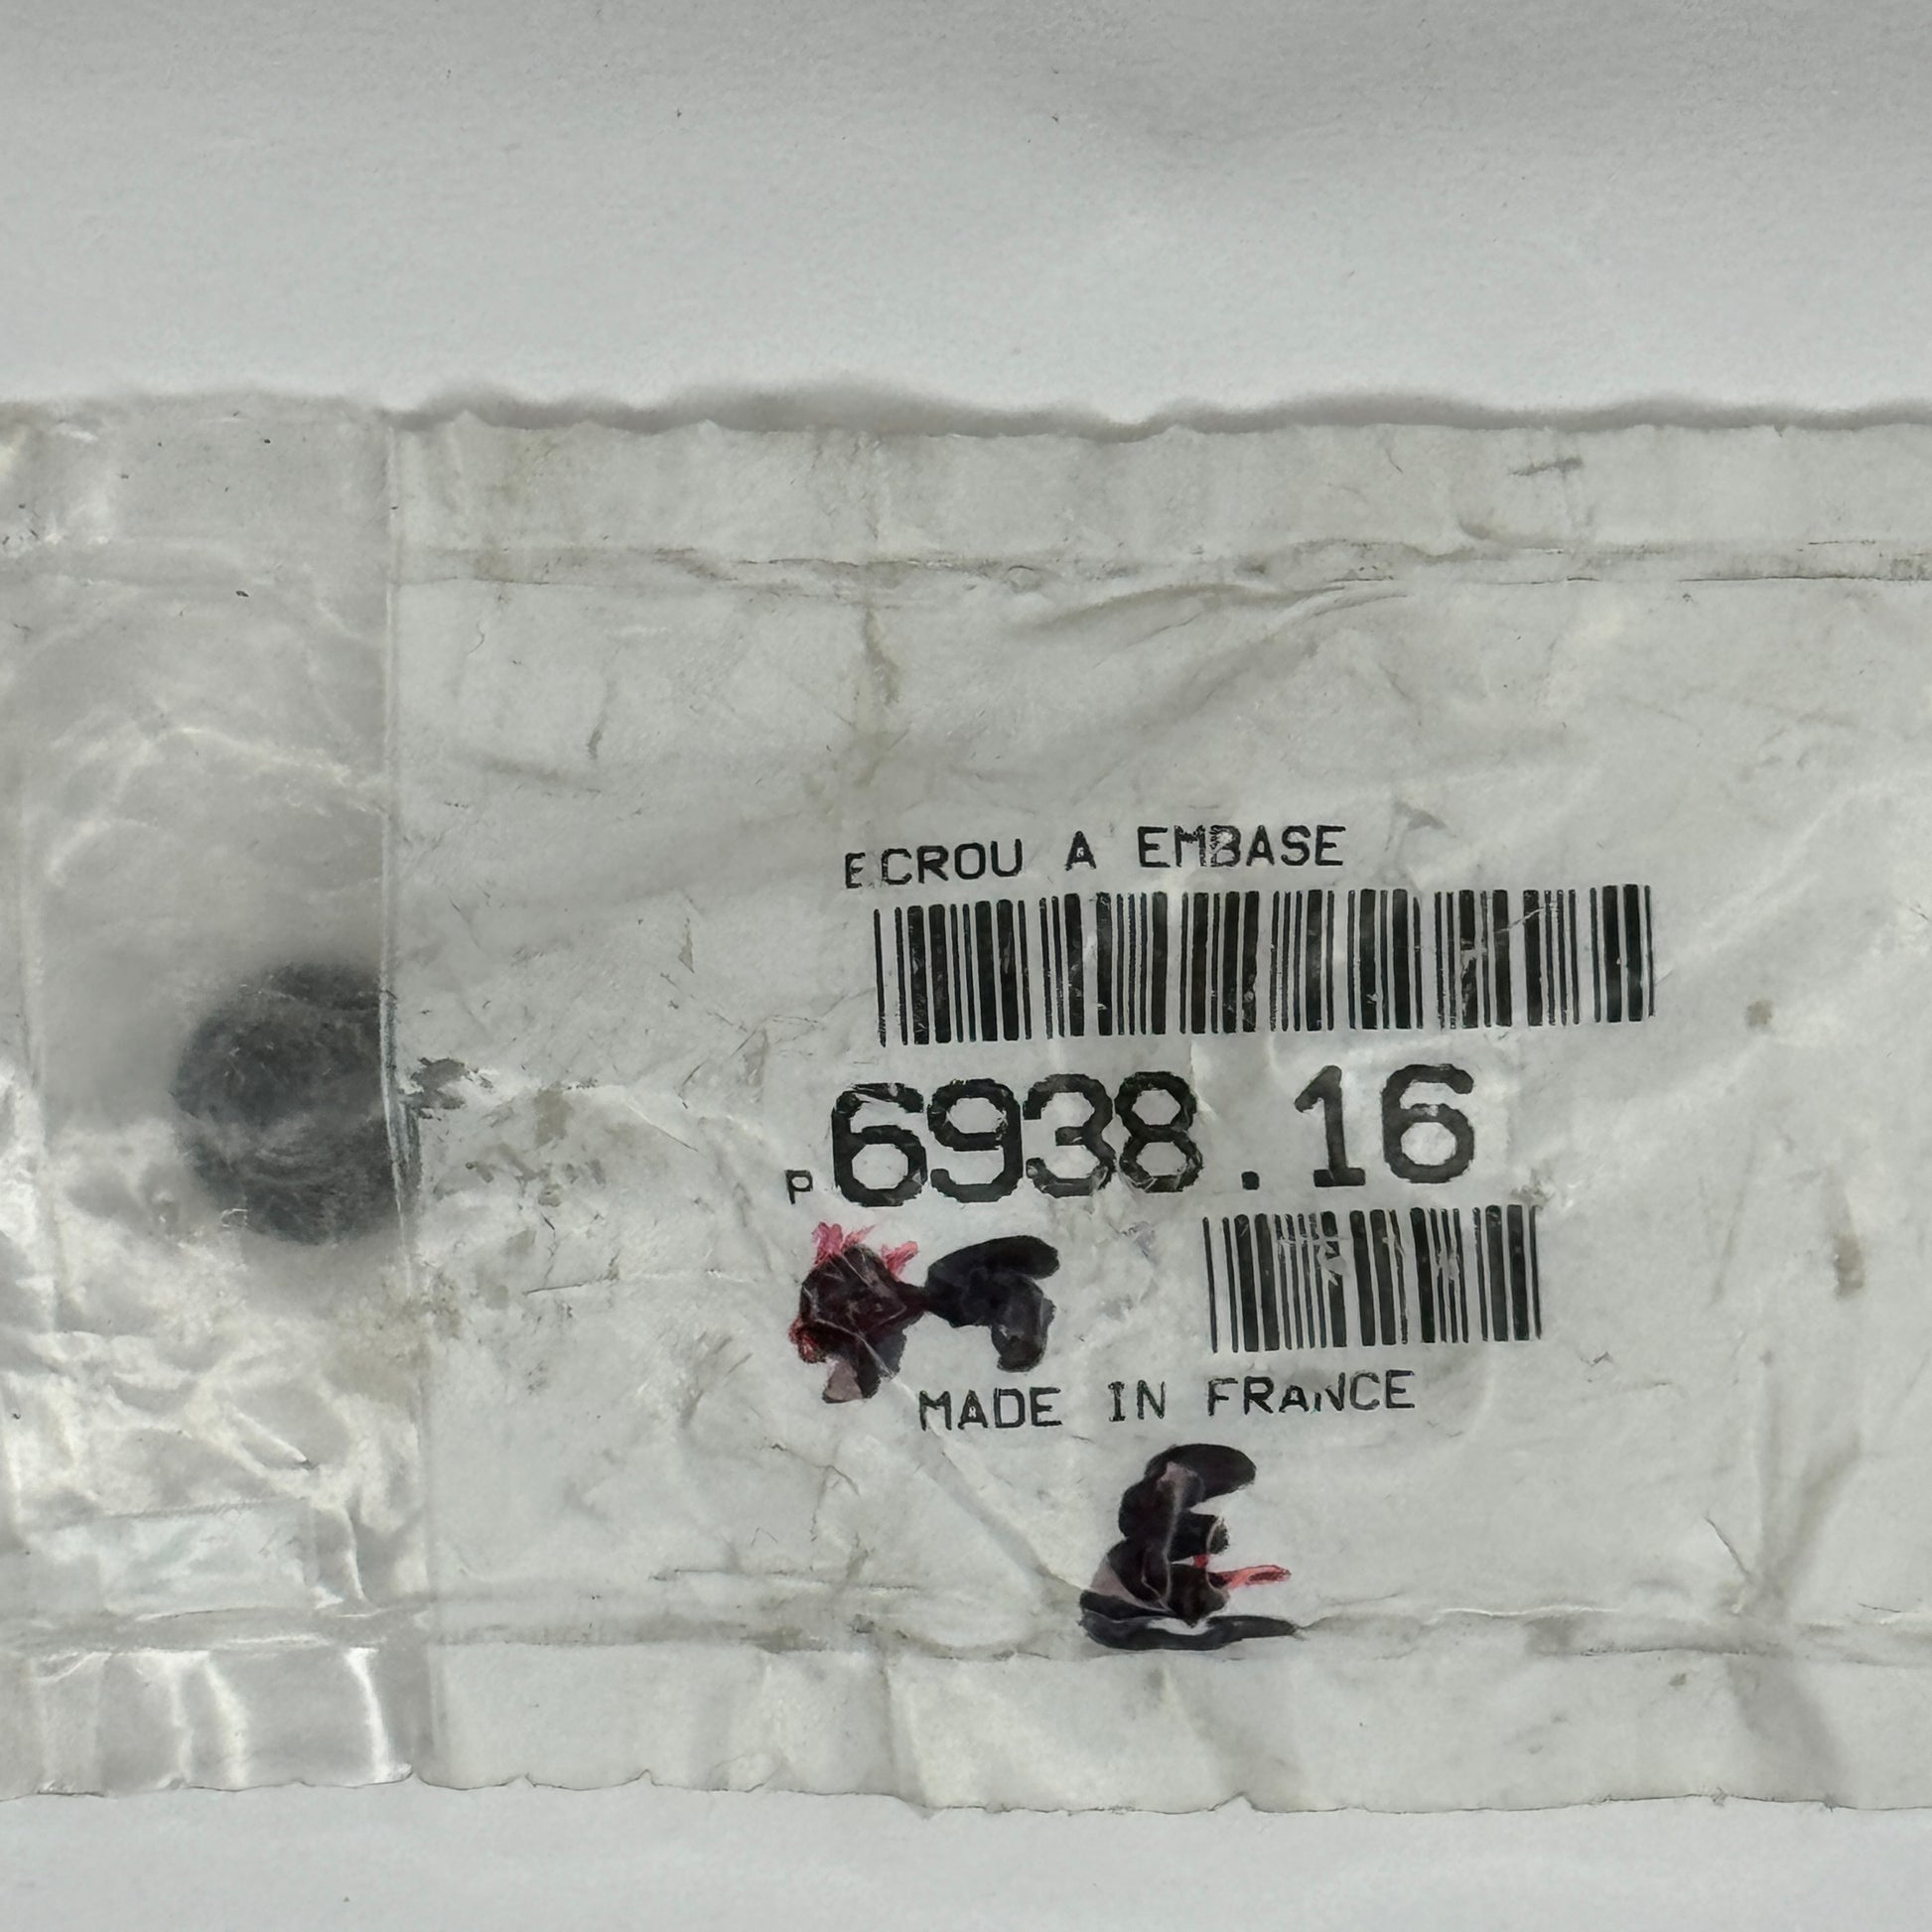 ECROU A EMBASE
P 6938.16
MADE IN FRANCE